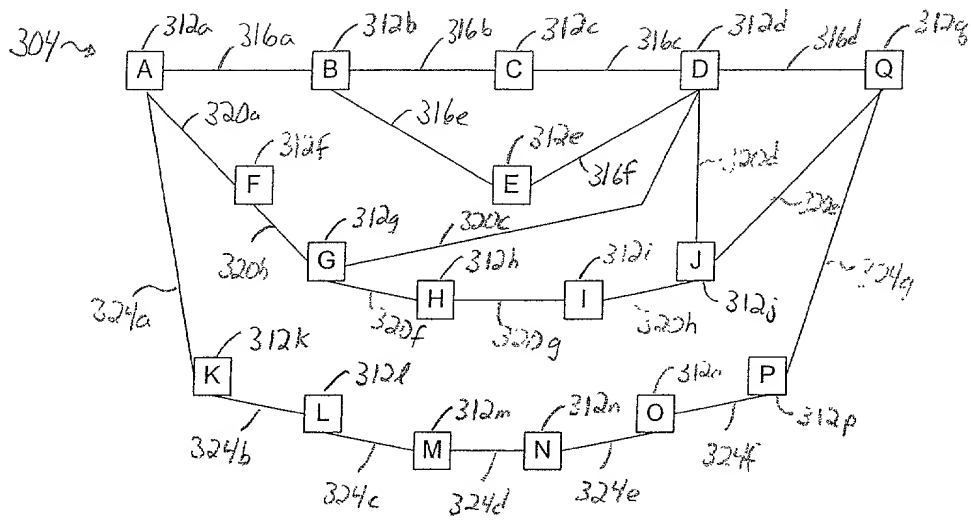 304
312a 312b 312c 312d 312q
316a 316b 316c 316d
A B C D Q
320a 316e 312e 316f 320d 320e
312f
F E
312g 320c
320b G 312h 312i J 324g
H I 312j
324a 320f 320g 320h
312k
K 312l P
L 312m 312n O 312p
324b M N 324f
324c 324d 324e